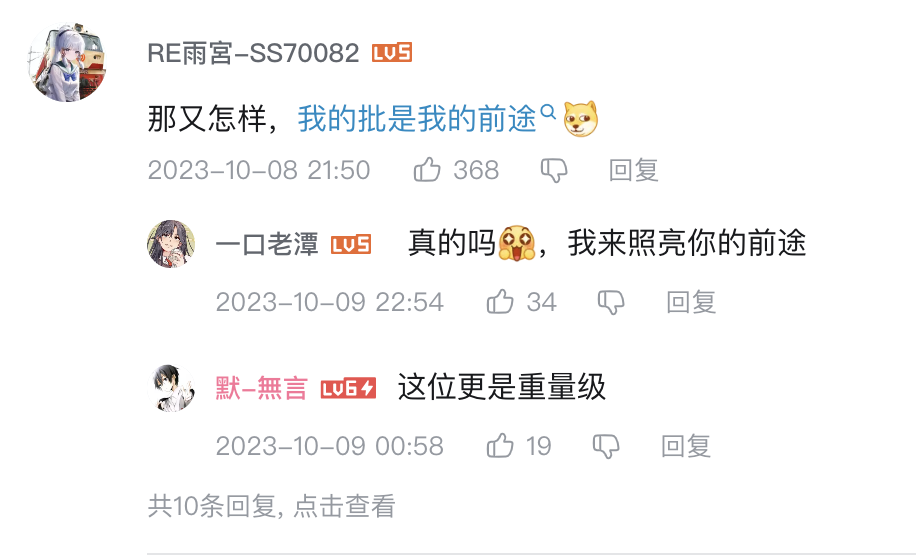 RE雨宮-SS70082 LV5
那又怎样，我的批是我的前途
2023-10-08 21:50 368 回复
一口老潭 LV5 真的吗，我来照亮你的前途
2023-10-09 22:54 34 回复
默-無言 LV6 这位更是重量级
2023-10-09 00:58 19 回复
共10条回复, 点击查看